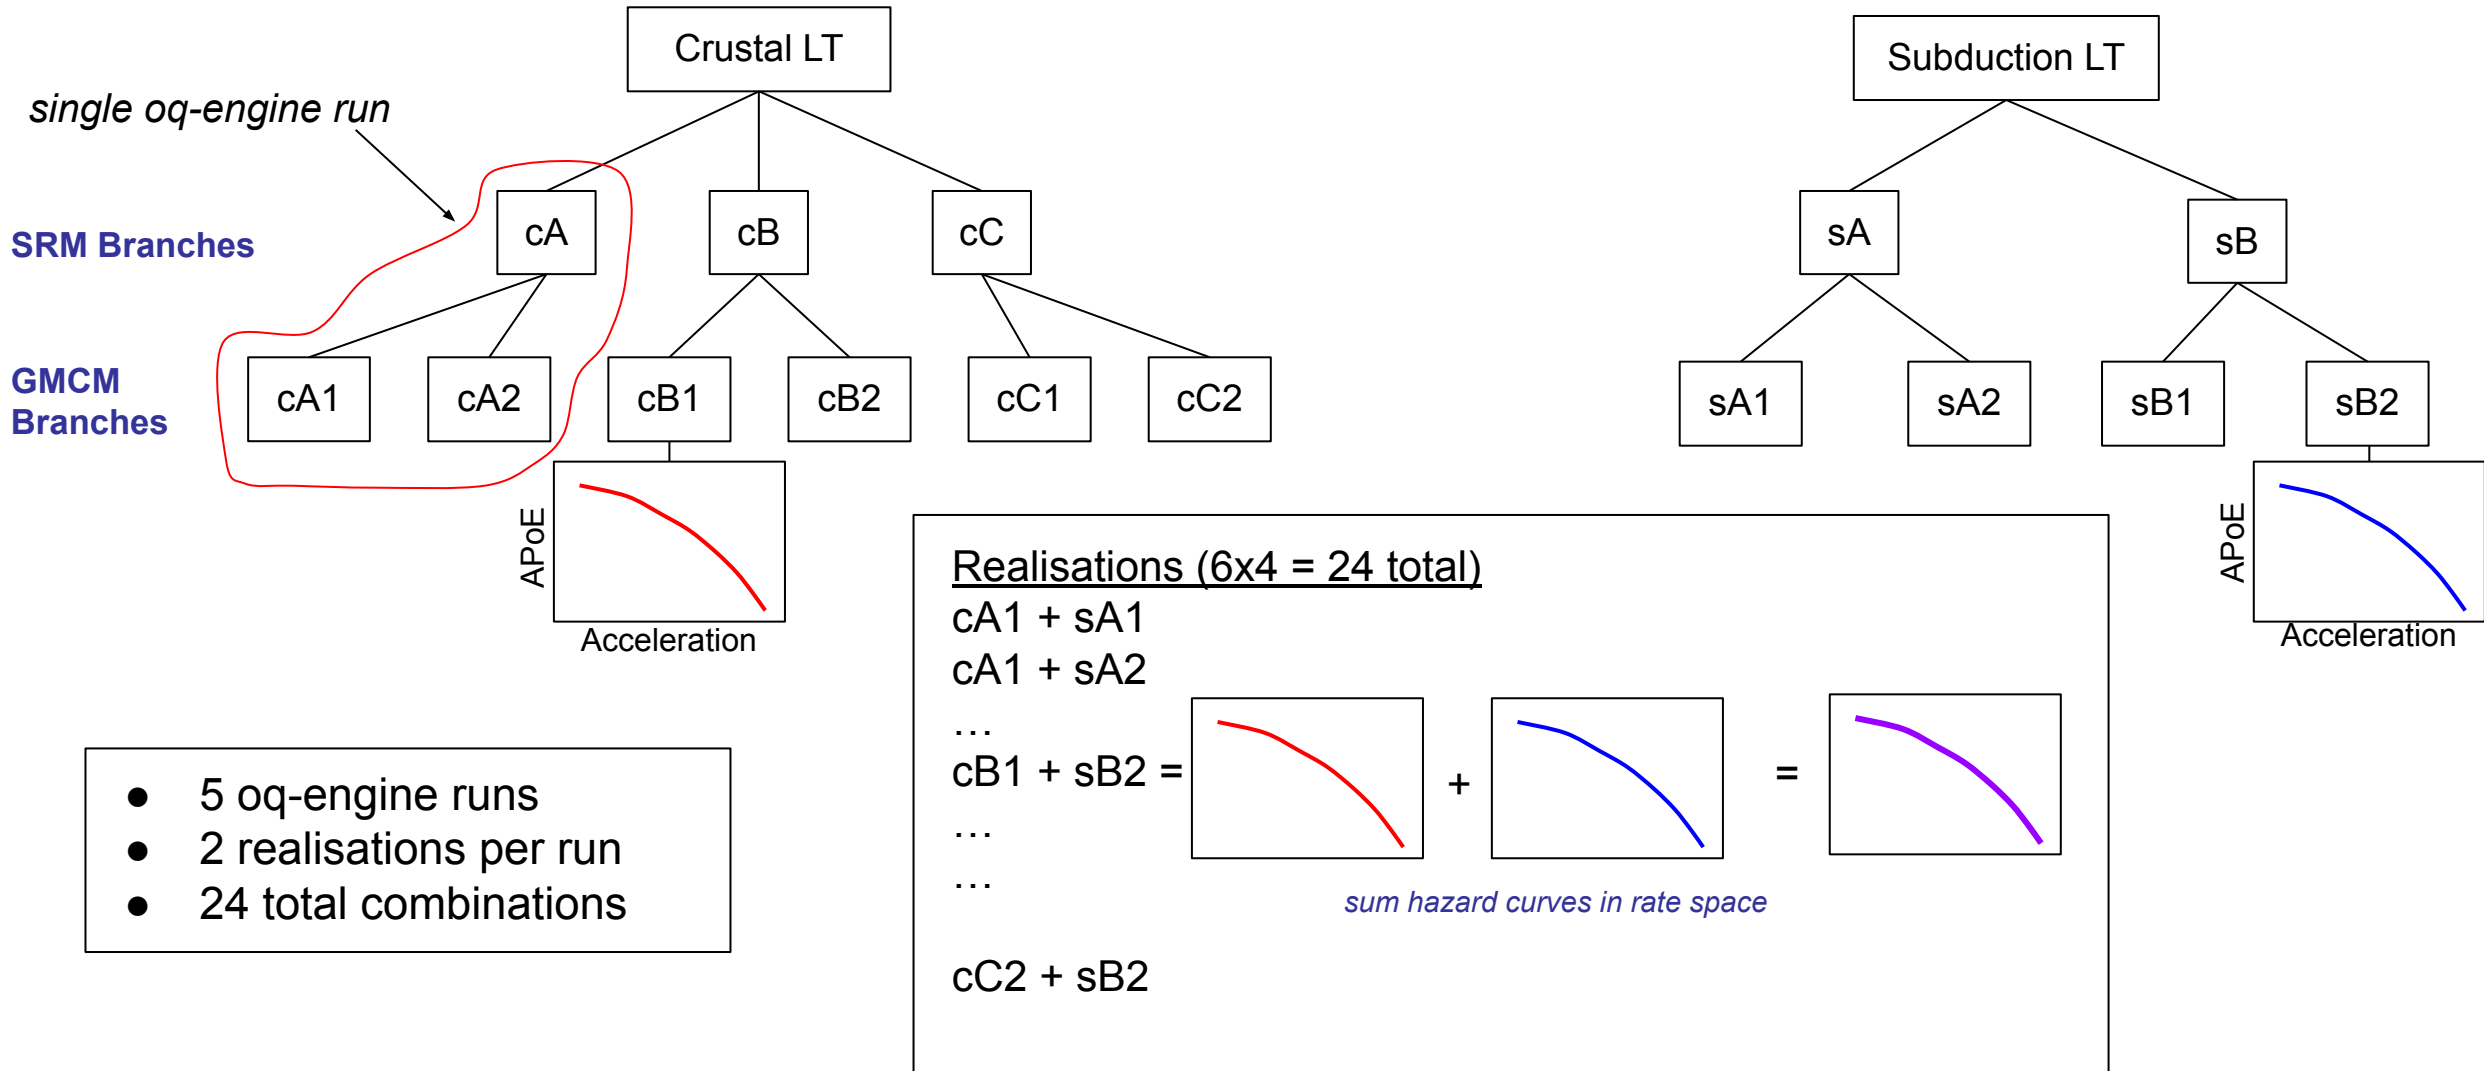 Crustal LT
Subduction LT
single oq-engine run
SRM Branches
cA
cB
cC
sA
sB
GMCM
Branches
cA1
cA2
cB1
cB2
cC1
cC2
sA1
sA2
sB1
sB2
APoE
Acceleration
APoE
Acceleration
Realisations (6x4 = 24 total)
cA1 + sA1
cA1 + sA2
…
cB1 + sB2 = + =
…
…
sum hazard curves in rate space
cC2 + sB2
● 5 oq-engine runs
● 2 realisations per run
● 24 total combinations